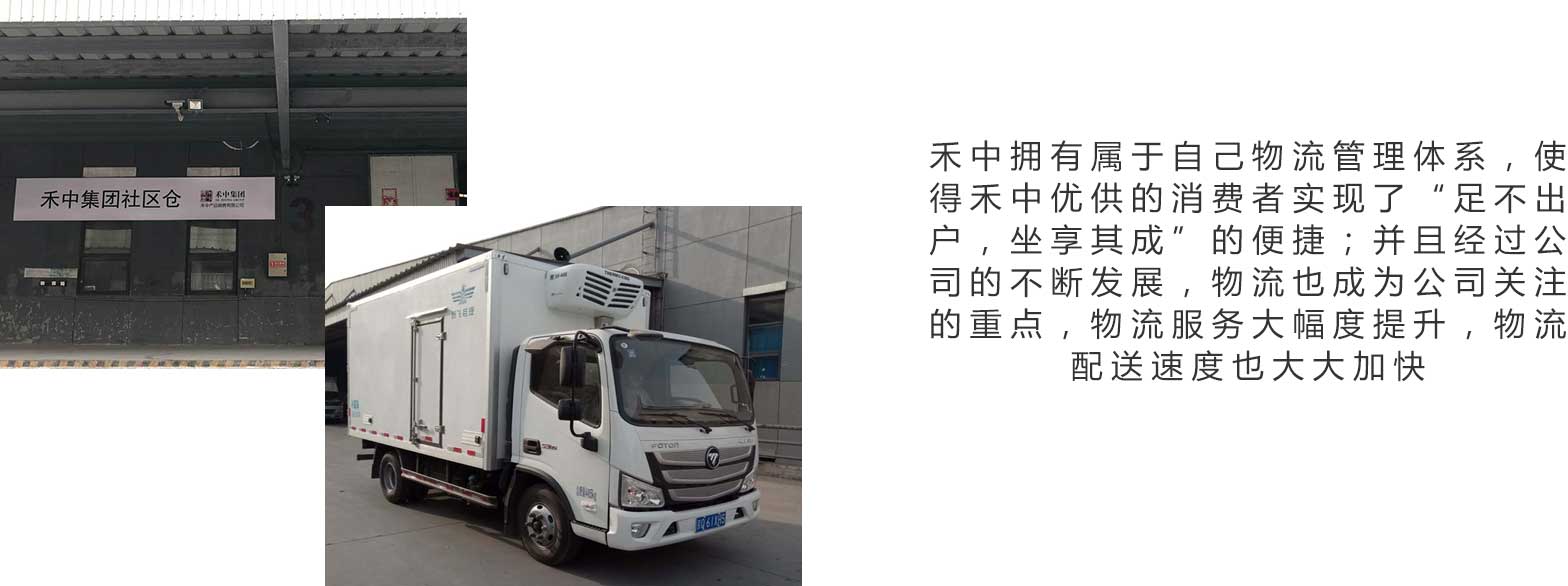 禾中集团社区仓
禾中集团
3
THERMO KING
FOTON
禾中拥有属于自己物流管理体系，使
得禾中优供的消费者实现了“足不出
户，坐享其成”的便捷；并且经过公
司的不断发展，物流也成为公司关注
的重点，物流服务大幅度提升，物流
配送速度也大大加快